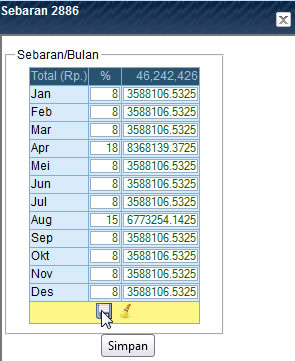 Sebaran 2886
Sebaran/Bulan
Total (Rp.) % 46,242,426
Jan 8 3588106.5325
Feb 8 3588106.5325
Mar 8 3588106.5325
Apr 18 8368139.3725
Mei 8 3588106.5325
Jun 8 3588106.5325
Jul 8 3588106.5325
Aug 15 6773254.1425
Sep 8 3588106.5325
Okt 8 3588106.5325
Nov 8 3588106.5325
Des 8 3588106.5325
Simpan